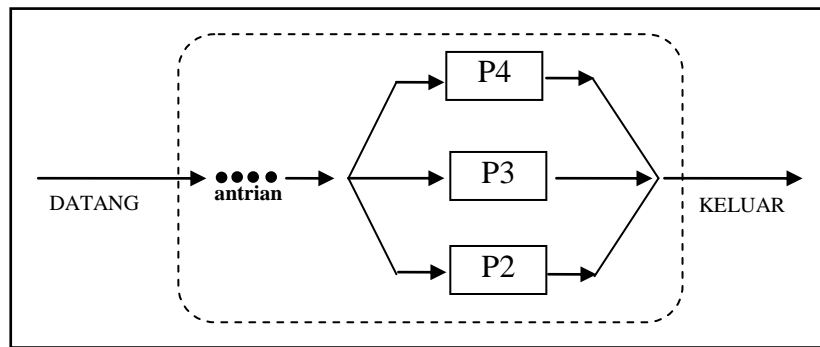 P4
P3
DATANG
antrian
KELUAR
P2